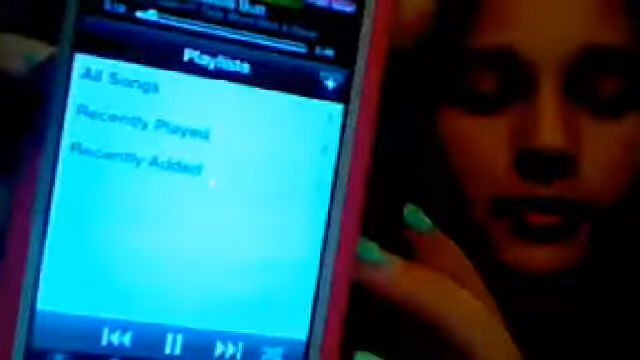 Playlists
All Songs
Recently Played
Recently Added